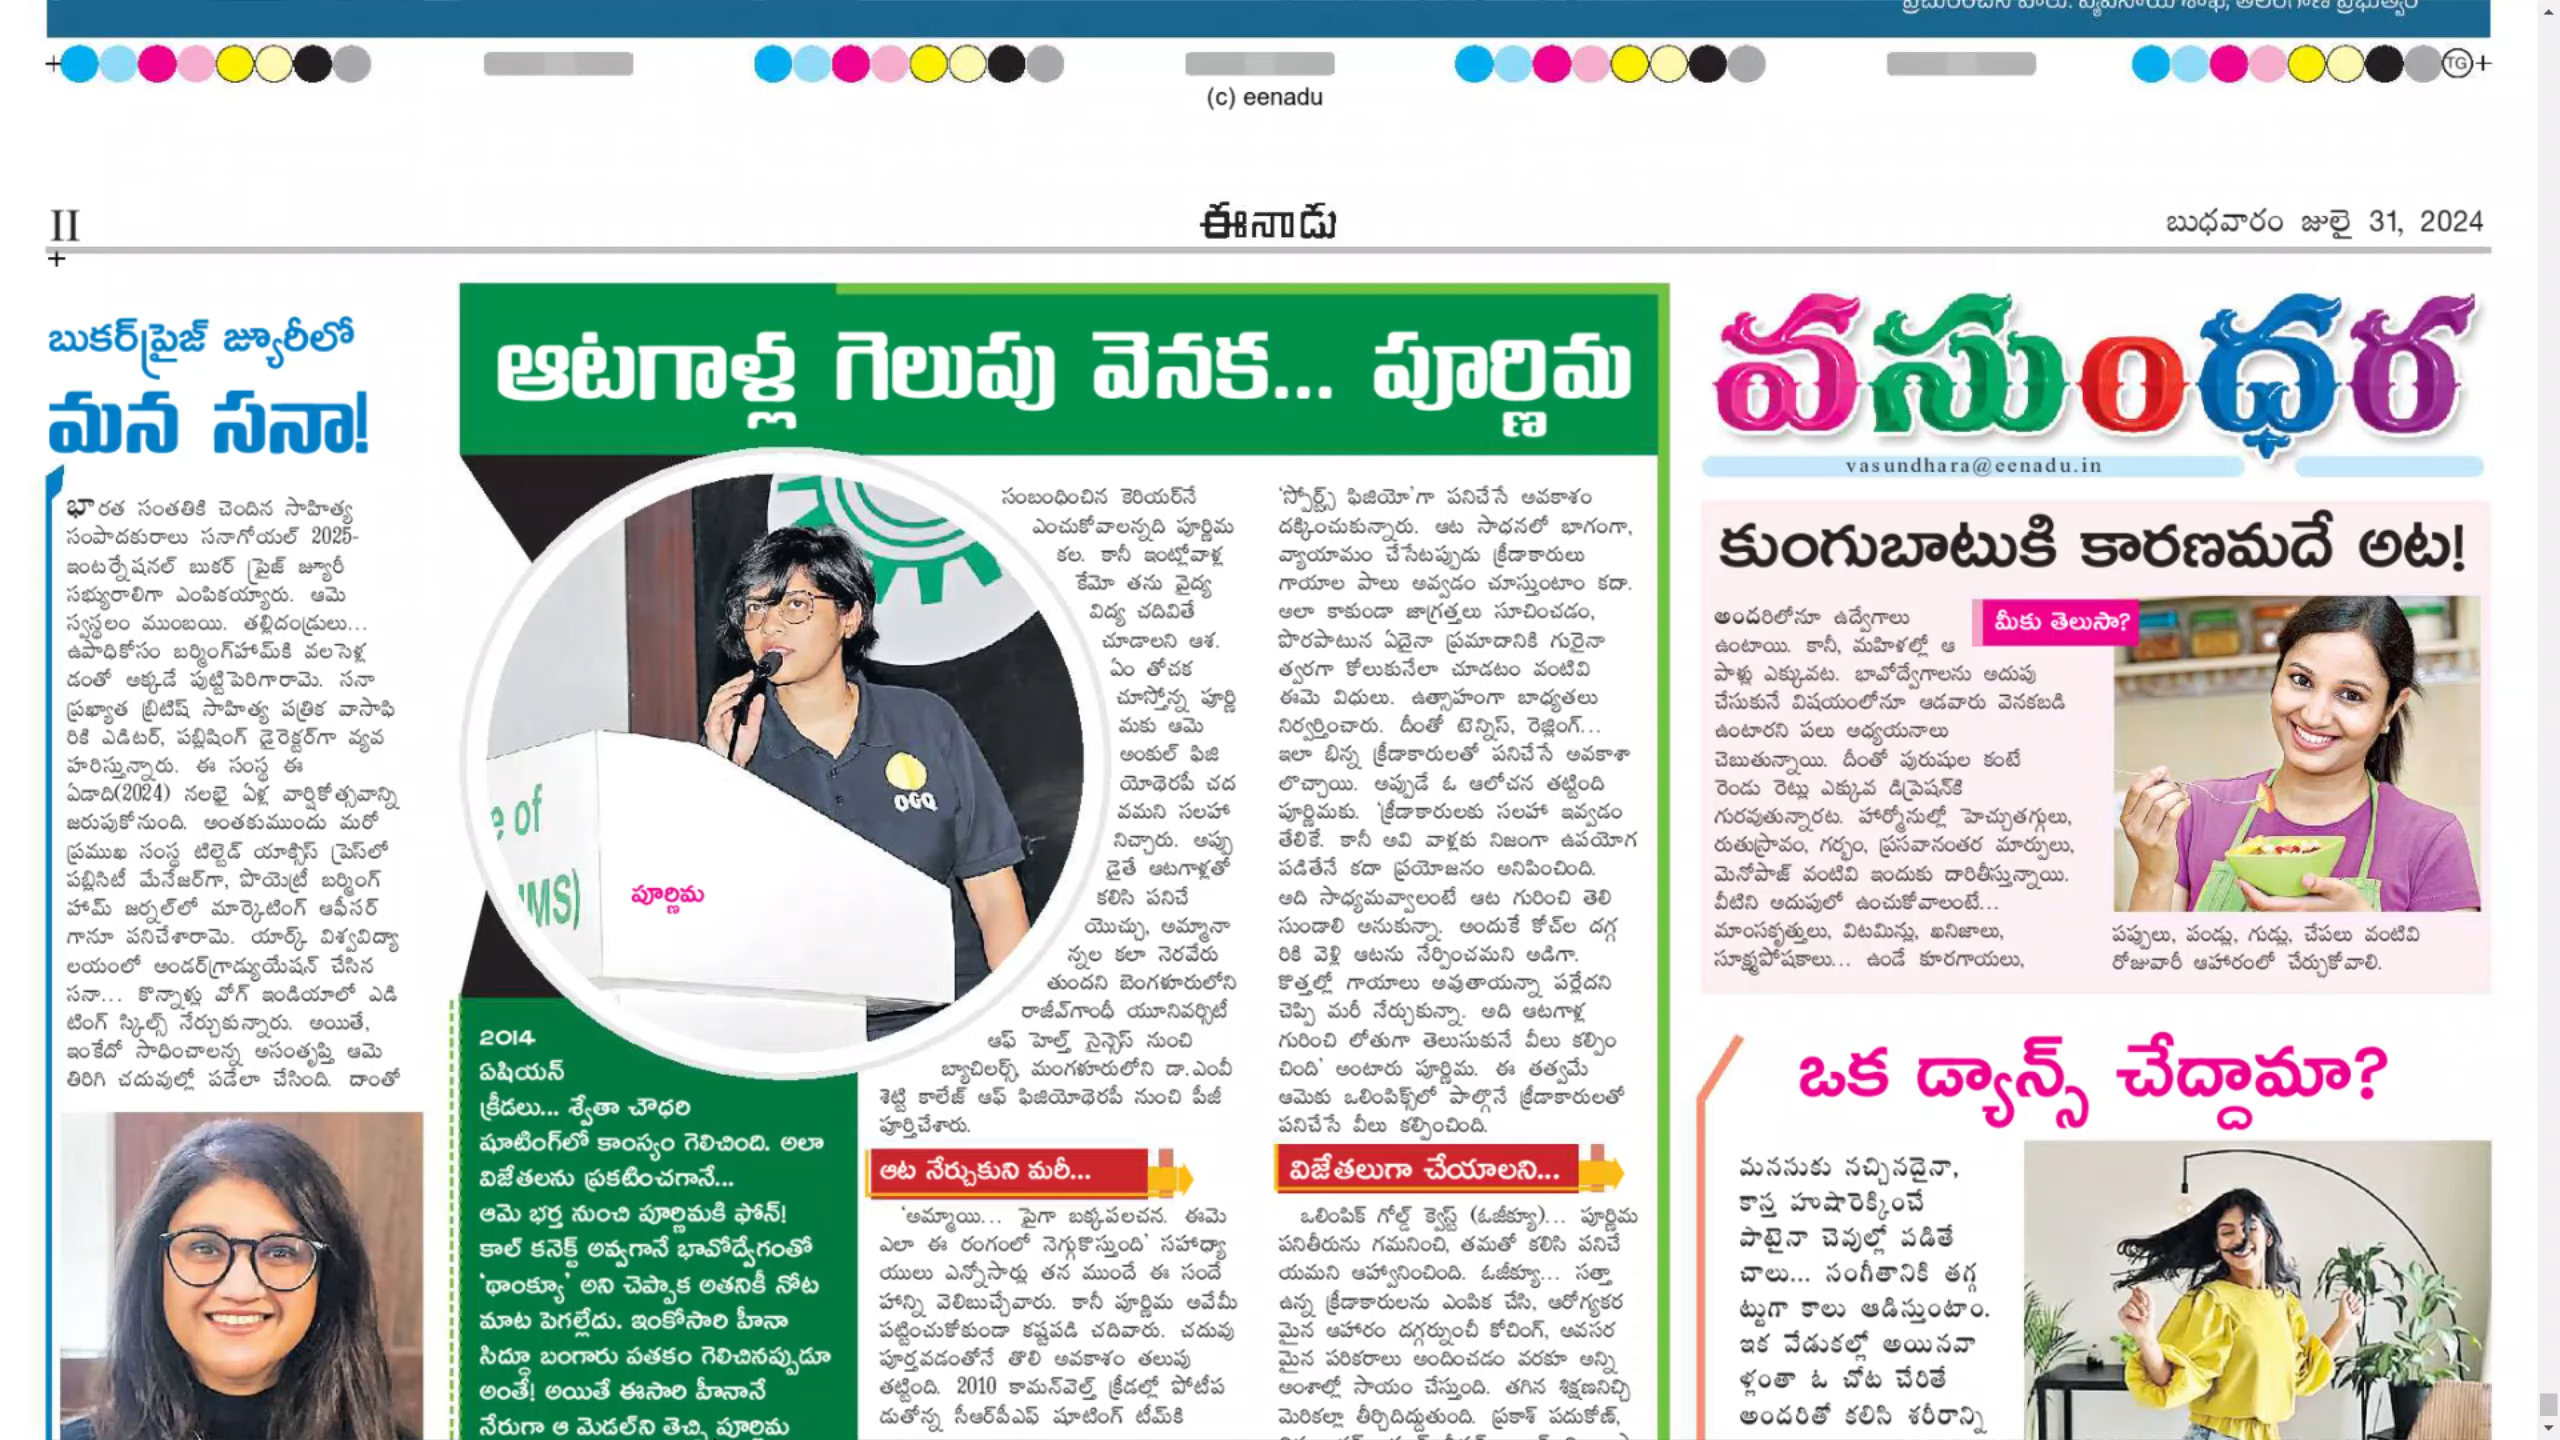 (c) eenadu
TG
II
ఈనాడు
బుధవారం జులై 31, 2024
బుకర్‌ప్రైజ్ జ్యూరీలో
మన సనా!
భారత సంతతికి చెందిన సాహిత్య
సంపాదకురాలు సనాగోయల్ 2025-
ఇంటర్నేషనల్ బుకర్ ప్రైజ్ జ్యూరీ
సభ్యురాలిగా ఎంపికయ్యారు. ఆమె
స్వస్థలం ముంబయి. తల్లిదండ్రులు...
ఉపాధికోసం బర్మింగ్‌హామ్‌కి వలసెళ్ల
డంతో అక్కడే పుట్టిపెరిగారామె. సనా
ప్రఖ్యాత బ్రిటిష్ సాహిత్య పత్రిక వాసాఫి
రికి ఎడిటర్, పబ్లిషింగ్ డైరెక్టర్‌గా వ్యవ
హరిస్తున్నారు. ఈ సంస్థ ఈ
ఏడాది(2024) నలభై ఏళ్ల వార్షికోత్సవాన్ని
జరుపుకోనుంది. అంతకుముందు మరో
ప్రముఖ సంస్థ టిల్టెడ్ యాక్సిస్ ప్రెస్‌లో
పబ్లిసిటీ మేనేజర్‌గా, పొయెట్రీ బర్మింగ్
హామ్ జర్నల్‌లో మార్కెటింగ్ ఆఫీసర్
గానూ పనిచేశారామె. యార్క్ విశ్వవిద్యా
లయంలో అండర్‌గ్రాడ్యుయేషన్ చేసిన
సనా... కొన్నాళ్లు వోగ్ ఇండియాలో ఎడి
టింగ్ స్కిల్స్ నేర్చుకున్నారు. అయితే,
ఇంకేదో సాధించాలన్న అసంతృప్తి ఆమె
తిరిగి చదువుల్లో పడేలా చేసింది. దాంతో
ఆటగాళ్ల గెలుపు వెనక... పూర్ణిమ
e of
IMS)
OGQ
పూర్ణిమ
2014
ఏషియన్
క్రీడలు... శ్వేతా చౌధరి
షూటింగ్‌లో కాంస్యం గెలిచింది. అలా
విజేతలను ప్రకటించగానే...
ఆమె భర్త నుంచి పూర్ణిమకి ఫోన్!
కాల్ కనెక్ట్ అవ్వగానే భావోద్వేగంతో
‘థాంక్యూ’ అని చెప్పాక అతనికీ నోట
మాట పెగల్లేదు. ఇంకోసారి హీనా
సిద్దూ బంగారు పతకం గెలిచినప్పుడూ
అంతే! అయితే ఈసారి హీనానే
నేరుగా ఆ మెడల్‌ని తెచ్చి పూర్ణిమ
సంబంధించిన కెరియర్‌నే
ఎంచుకోవాలన్నది పూర్ణిమ
కల. కానీ ఇంట్లోవాళ్ల
కేమో తను వైద్య
విద్య చదివితే
చూడాలని ఆశ.
ఏం తోచక
చూస్తోన్న పూర్ణి
మకు ఆమె
అంకుల్ ఫిజి
యోథెరపీ చద
వమని సలహా
నిచ్చారు. అప్పు
డైతే ఆటగాళ్లతో
కలిసి పనిచే
యొచ్చు, అమ్మానా
న్నల కలా నెరవేరు
తుందని బెంగళూరులోని
రాజీవ్‌గాంధీ యూనివర్సిటీ
ఆఫ్ హెల్త్ సైన్సెస్ నుంచి
బ్యాచిలర్స్, మంగళూరులోని డా.ఎంవీ
శెట్టి కాలేజ్ ఆఫ్ ఫిజియోథెరపీ నుంచి పీజీ
పూర్తిచేశారు.
ఆట నేర్చుకుని మరీ...
‘అమ్మాయి... పైగా బక్కపలచన. ఈమె
ఎలా ఈ రంగంలో నెగ్గుకొస్తుంది’ సహాధ్యా
యులు ఎన్నోసార్లు తన ముందే ఈ సందే
హాన్ని వెలిబుచ్చేవారు. కానీ పూర్ణిమ అవేమీ
పట్టించుకోకుండా కష్టపడి చదివారు. చదువు
పూర్తవడంతోనే తొలి అవకాశం తలుపు
తట్టింది. 2010 కామన్‌వెల్త్ క్రీడల్లో పోటీప
డుతోన్న సీఆర్‌పీఎఫ్ షూటింగ్ టీమ్‌కి
‘స్పోర్ట్స్ ఫిజియో’గా పనిచేసే అవకాశం
దక్కించుకున్నారు. ఆట సాధనలో భాగంగా,
వ్యాయామం చేసేటప్పుడు క్రీడాకారులు
గాయాల పాలు అవ్వడం చూస్తుంటాం కదా.
అలా కాకుండా జాగ్రత్తలు సూచించడం,
పొరపాటున ఏదైనా ప్రమాదానికి గురైనా
త్వరగా కోలుకునేలా చూడటం వంటివి
ఈమె విధులు. ఉత్సాహంగా బాధ్యతలు
నిర్వర్తించారు. దీంతో టెన్నిస్, రెజ్లింగ్...
ఇలా భిన్న క్రీడాకారులతో పనిచేసే అవకాశా
లొచ్చాయి. అప్పుడే ఓ ఆలోచన తట్టింది
పూర్ణిమకు. ‘క్రీడాకారులకు సలహా ఇవ్వడం
తేలికే. కానీ అవి వాళ్లకు నిజంగా ఉపయోగ
పడితేనే కదా ప్రయోజనం అనిపించింది.
అది సాధ్యమవ్వాలంటే ఆట గురించి తెలి
సుండాలి అనుకున్నా. అందుకే కోచ్‌ల దగ్గ
రికి వెళ్లి ఆటను నేర్పించమని అడిగా.
కొత్తల్లో గాయాలు అవుతాయన్నా పర్లేదని
చెప్పి మరీ నేర్చుకున్నా. అది ఆటగాళ్ల
గురించి లోతుగా తెలుసుకునే వీలు కల్పిం
చింది’ అంటారు పూర్ణిమ. ఈ తత్వమే
ఆమెకు ఒలింపిక్స్‌లో పాల్గొనే క్రీడాకారులతో
పనిచేసే వీలు కల్పించింది.
విజేతలుగా చేయాలని...
ఒలింపిక్ గోల్డ్ క్వెస్ట్ (ఓజీక్యూ)... పూర్ణిమ
పనితీరును గమనించి, తమతో కలిసి పనిచే
యమని ఆహ్వానించింది. ఓజీక్యూ... సత్తా
ఉన్న క్రీడాకారులను ఎంపిక చేసి, ఆరోగ్యకర
మైన ఆహారం దగ్గర్నుంచీ కోచింగ్, అవసర
మైన పరికరాలు అందించడం వరకూ అన్ని
అంశాల్లో సాయం చేస్తుంది. తగిన శిక్షణనిచ్చి
మెరికల్లా తీర్చిదిద్దుతుంది. ప్రకాశ్ పదుకోణ్,
వసుంధర
vasundhara@eenadu.in
కుంగుబాటుకి కారణమదే అట!
మీకు తెలుసా?
అందరిలోనూ ఉద్వేగాలు
ఉంటాయి. కానీ, మహిళల్లో ఆ
పాళ్లు ఎక్కువట. భావోద్వేగాలను అదుపు
చేసుకునే విషయంలోనూ ఆడవారు వెనకబడి
ఉంటారని పలు అధ్యయనాలు
చెబుతున్నాయి. దీంతో పురుషుల కంటే
రెండు రెట్లు ఎక్కువ డిప్రెషన్‌కి
గురవుతున్నారట. హార్మోనుల్లో హెచ్చుతగ్గులు,
రుతుస్రావం, గర్భం, ప్రసవానంతర మార్పులు,
మెనోపాజ్ వంటివి ఇందుకు దారితీస్తున్నాయి.
వీటిని అదుపులో ఉంచుకోవాలంటే...
మాంసకృత్తులు, విటమిన్లు, ఖనిజాలు,
సూక్ష్మపోషకాలు... ఉండే కూరగాయలు,
పప్పులు, పండ్లు, గుడ్లు, చేపలు వంటివి
రోజువారీ ఆహారంలో చేర్చుకోవాలి.
ఒక డ్యాన్స్ చేద్దామా?
మనసుకు నచ్చినదైనా,
కాస్త హుషారెక్కించే
పాటైనా చెవుల్లో పడితే
చాలు... సంగీతానికి తగ్గ
ట్టుగా కాలు ఆడిస్తుంటాం.
ఇక వేడుకల్లో అయినవా
ళ్లంతా ఓ చోట చేరితే
అందరితో కలిసి శరీరాన్ని